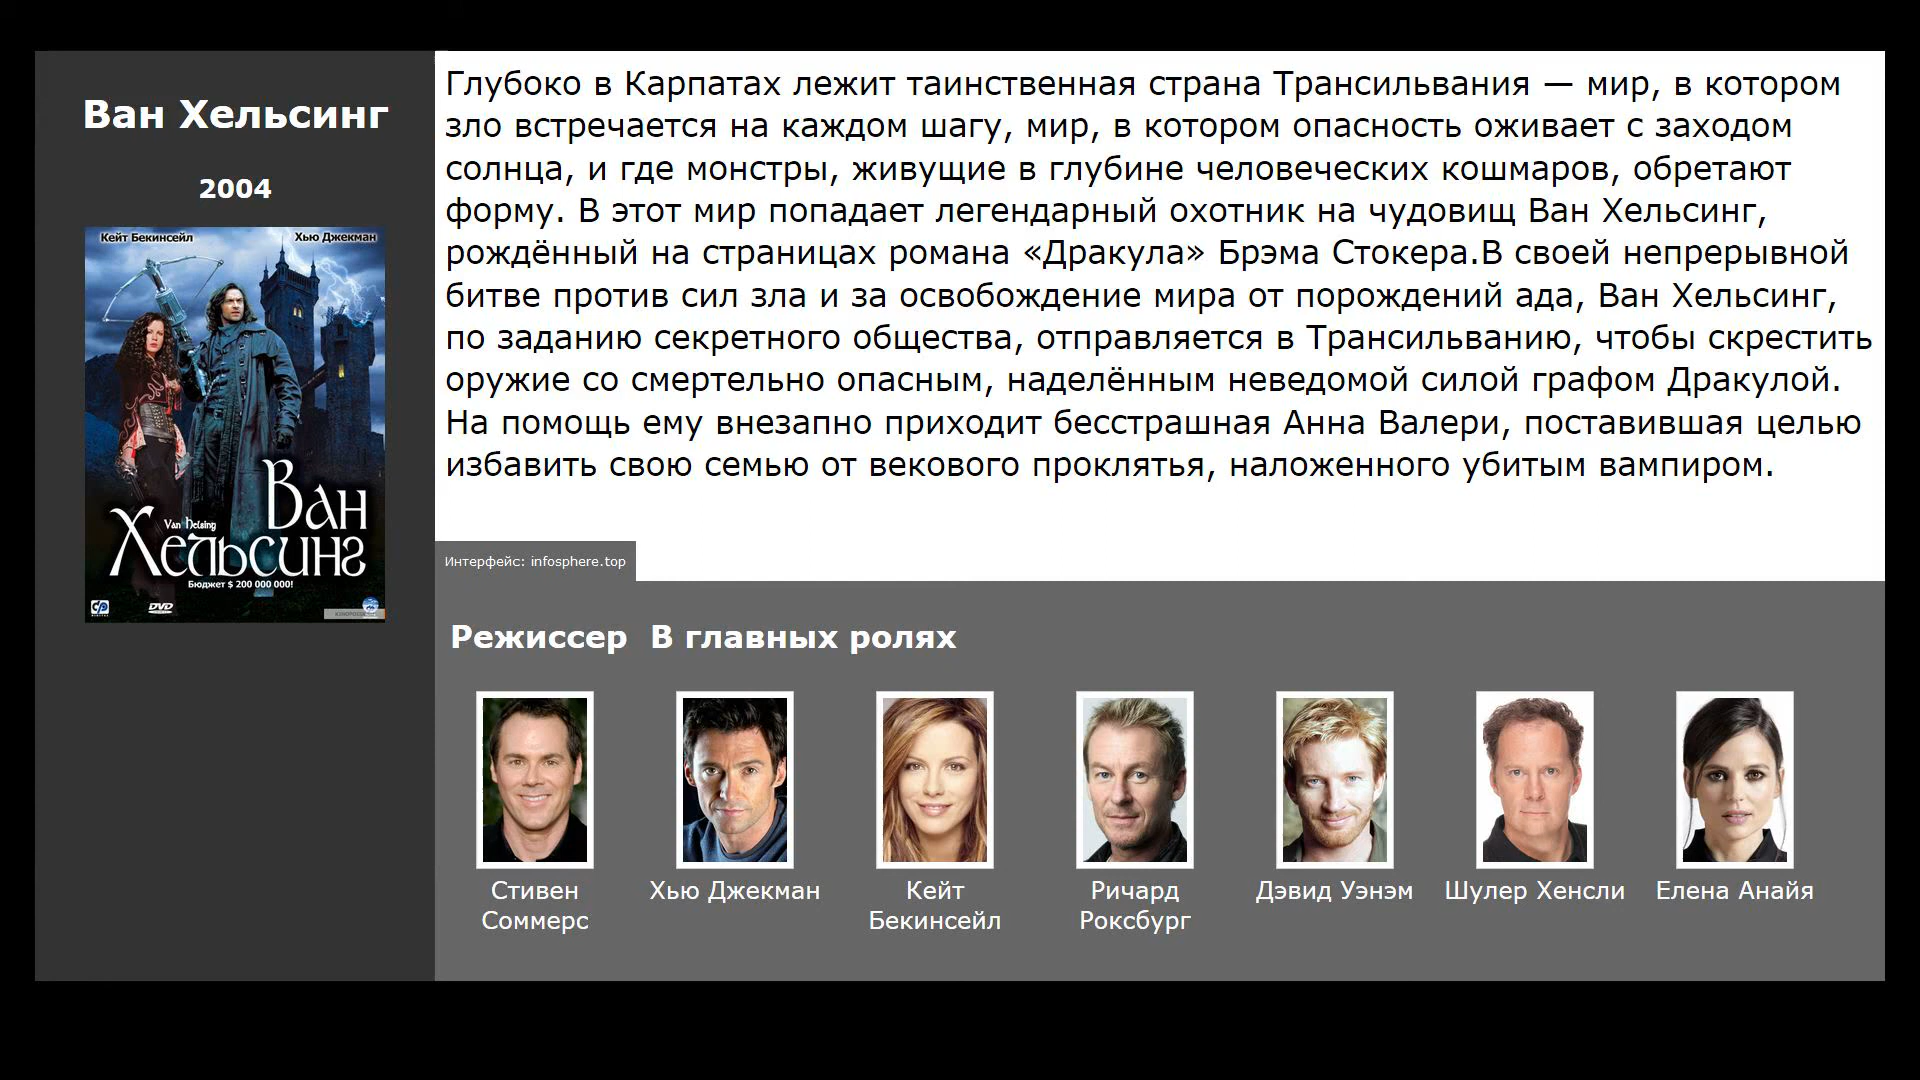 Ван Хельсинг
2004
Кейт Бекинсейл
Хью Джекман
Ван
Van Helsing
Хельсинг
Бюджет $ 200 000 000!
DVD
Глубоко в Карпатах лежит таинственная страна Трансильвания — мир, в котором
зло встречается на каждом шагу, мир, в котором опасность оживает с заходом
солнца, и где монстры, живущие в глубине человеческих кошмаров, обретают
форму. В этот мир попадает легендарный охотник на чудовищ Ван Хельсинг,
рождённый на страницах романа «Дракула» Брэма Стокера.В своей непрерывной
битве против сил зла и за освобождение мира от порождений ада, Ван Хельсинг,
по заданию секретного общества, отправляется в Трансильванию, чтобы скрестить
оружие со смертельно опасным, наделённым неведомой силой графом Дракулой.
На помощь ему внезапно приходит бесстрашная Анна Валери, поставившая целью
избавить свою семью от векового проклятья, наложенного убитым вампиром.
Интерфейс: infosphere.top
Режиссер В главных ролях
Стивен
Соммерс
Хью Джекман
Кейт
Бекинсейл
Ричард
Роксбург
Дэвид Уэнэм
Шулер Хенсли
Елена Анайя